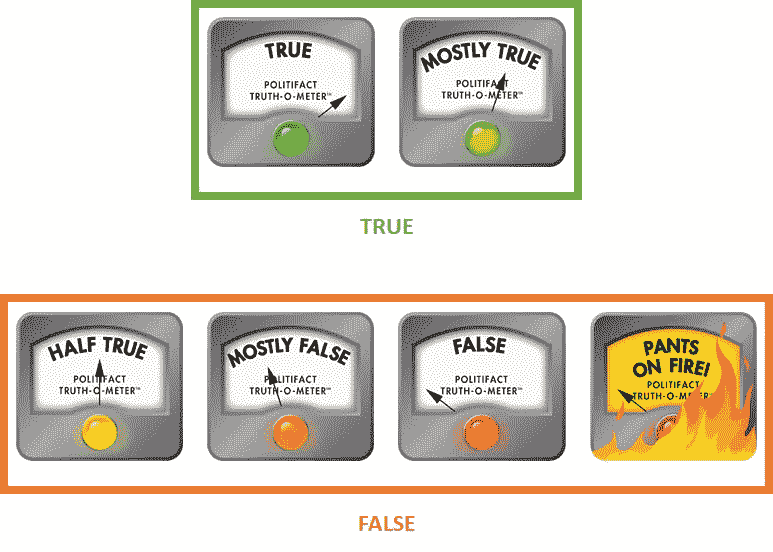 TRUE
POLITIFACT
TRUTH-O-METER™
MOSTLY TRUE
POLITIFACT
TRUTH-O-METER™
TRUE
HALF TRUE
POLITIFACT
TRUTH-O-METER™
MOSTLY FALSE
POLITIFACT
TRUTH-O-METER™
FALSE
POLITIFACT
TRUTH-O-METER™
PANTS
ON FIRE!
POLITIFACT
TRUTH-O-METER™
FALSE